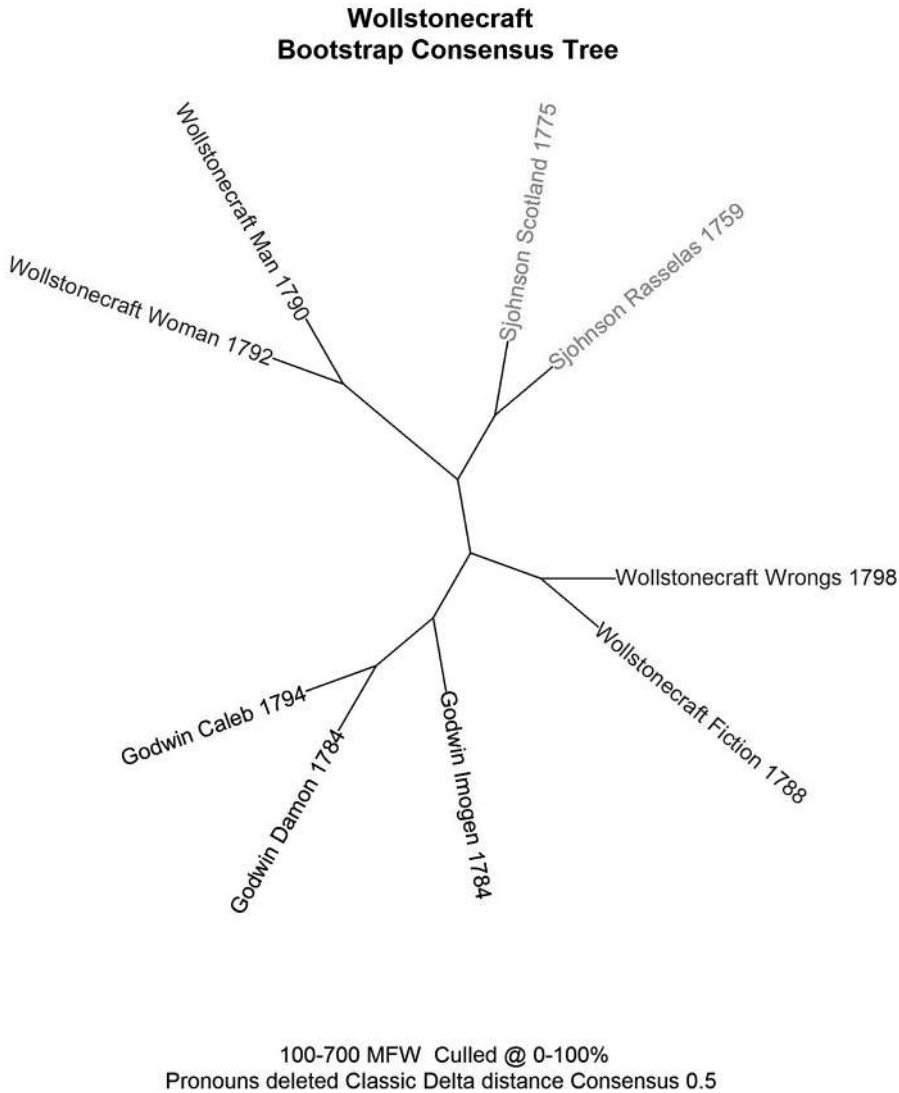 Wollstonecraft
Bootstrap Consensus Tree
Wollstonecraft Man 1790
Sjohnson Scotland 1775
Sjohnson Rasselas 1759
Wollstonecraft Woman 1792
Wollstonecraft Wrongs 1798
Wollstonecraft Fiction 1788
Godwin Caleb 1794
Godwin Damon 1784
Godwin Imogen 1784
100-700 MFW Culled @ 0-100%
Pronouns deleted Classic Delta distance Consensus 0.5